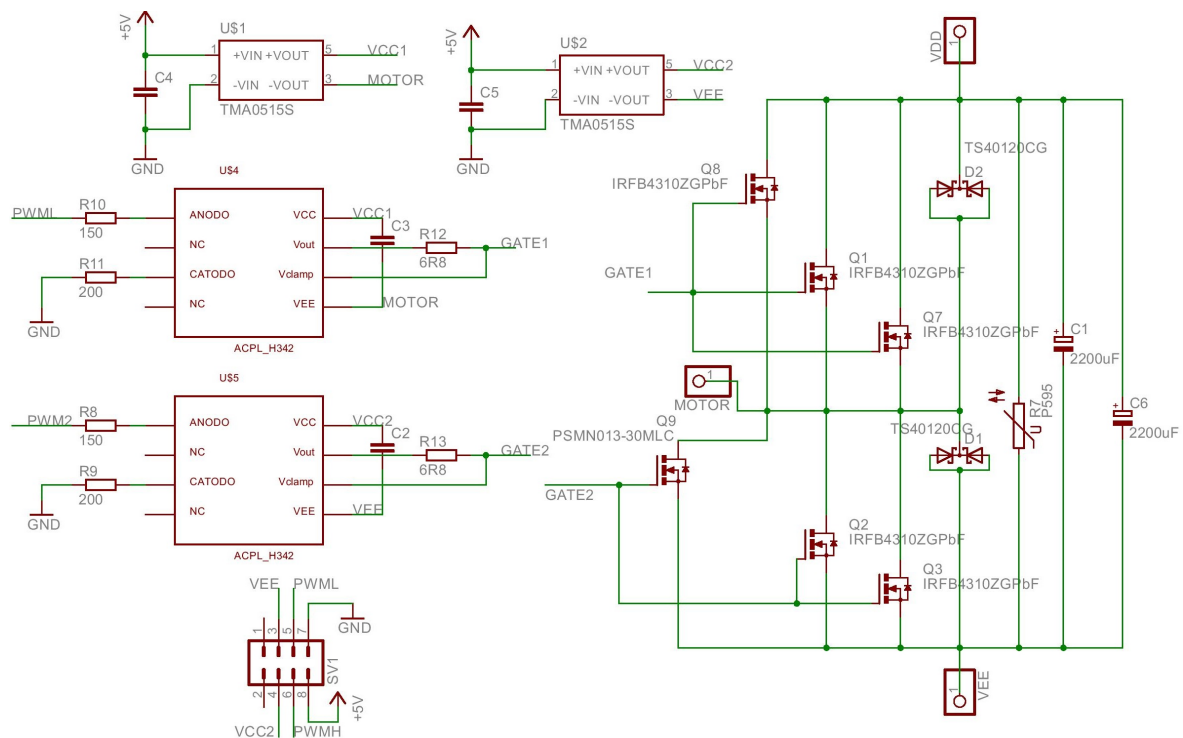 +5V
U$1
1
+VIN +VOUT
5
VCC1
2
-VIN -VOUT
3
MOTOR
C4
TMA0515S
GND
+5V
U$2
1
+VIN +VOUT
5
VCC2
2
-VIN -VOUT
3
VEE
C5
TMA0515S
GND
U$4
PWML
R10
150
ANODO
NC
CATODO
NC
VCC
Vout
Vclamp
VEE
VCC1
C3
R12
6R8
GATE1
MOTOR
R11
200
GND
ACPL_H342
U$5
PWM2
R8
150
ANODO
NC
CATODO
NC
VCC
Vout
Vclamp
VEE
VCC2
C2
R13
6R8
GATE2
VEE
R9
200
GND
ACPL_H342
VEE
PWML
GND
1
3
5
7
SV1
2
4
6
8
+5V
VCC2
PWMH
VDD
1
TS40120CG
D2
Q8
IRFB4310ZGPbF
GATE1
Q1
IRFB4310ZGPbF
Q7
IRFB4310ZGPbF
C1
+
2200uF
1
MOTOR
R7
P595
U
C6
+
2200uF
TS40120CG
D1
Q9
PSMN013-30MLC
GATE2
Q2
IRFB4310ZGPbF
Q3
IRFB4310ZGPbF
1
VEE